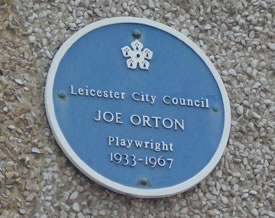 Leicester City Council
JOE ORTON
Playwright
1933-1967